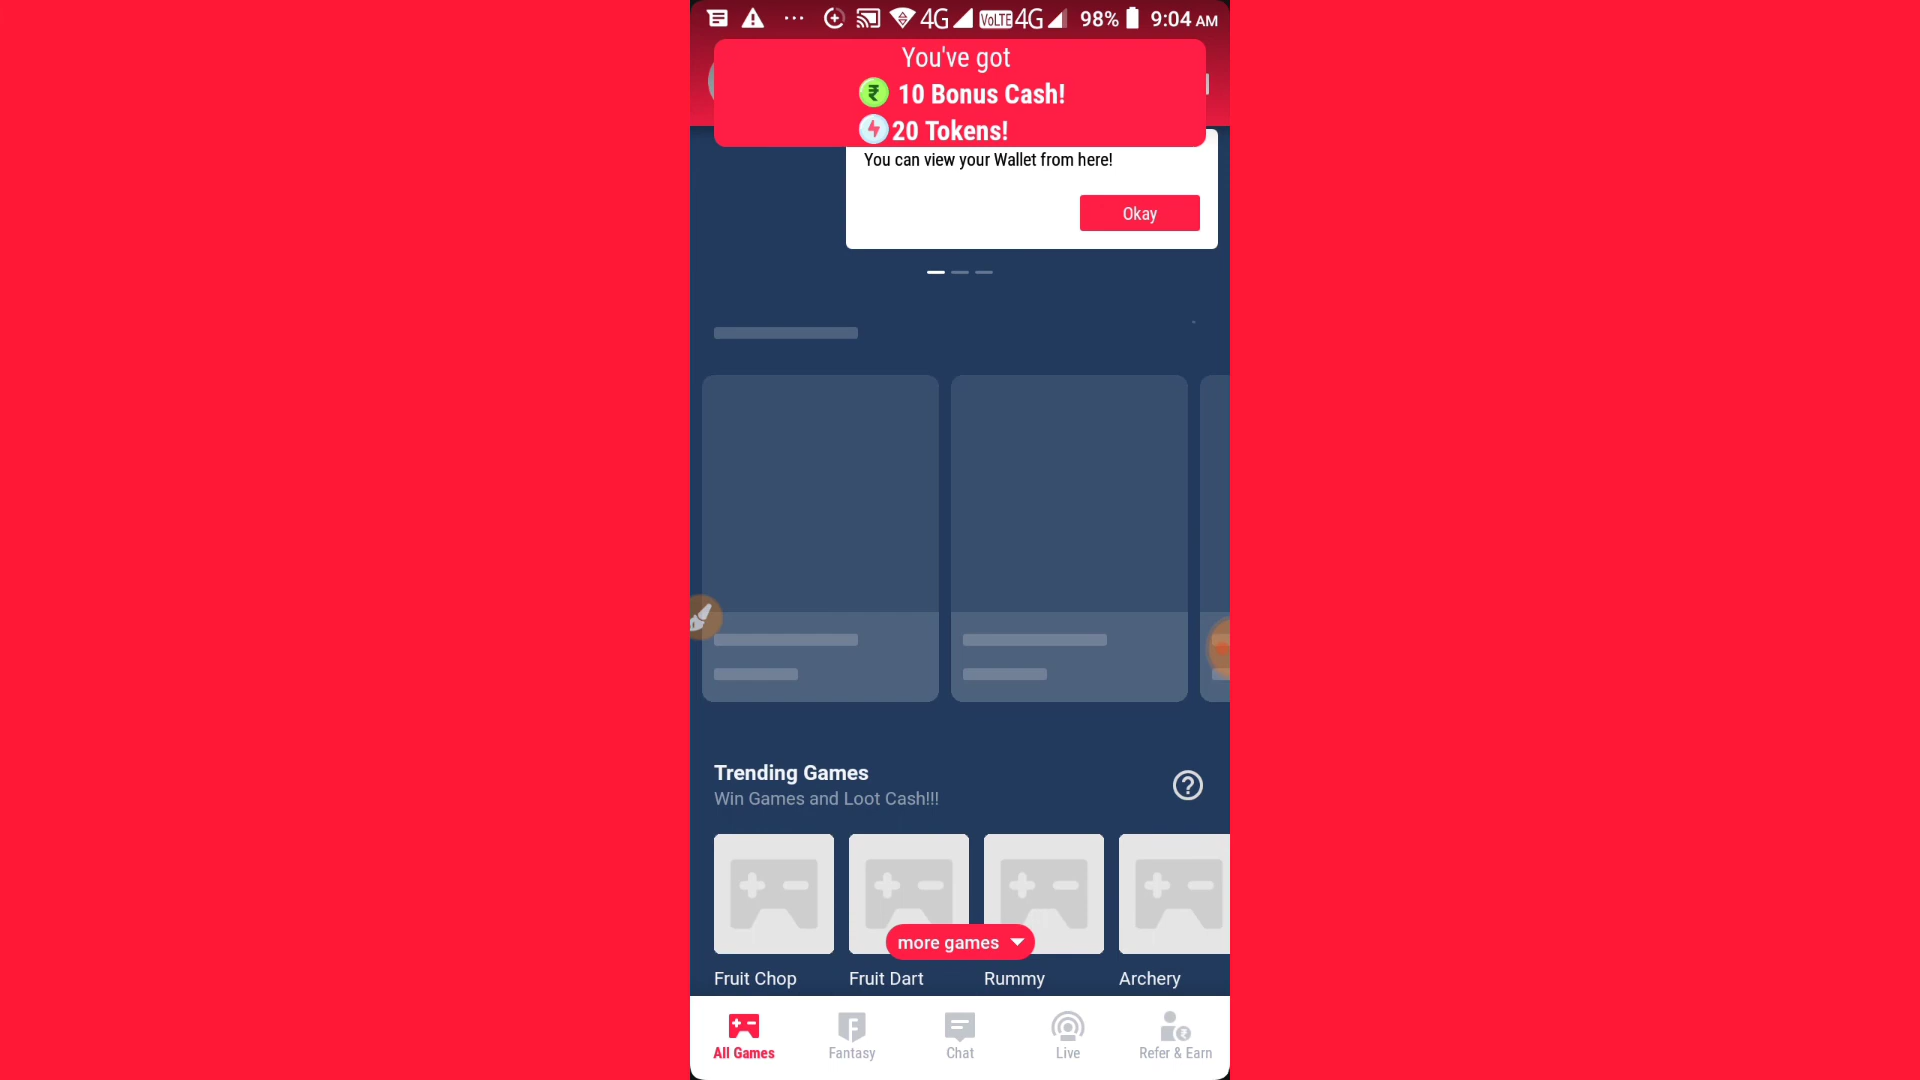 4G VoLTE 4G 98% 9:04 AM
You've got
₹ 10 Bonus Cash!
20 Tokens!
You can view your Wallet from here!
Okay
Trending Games
Win Games and Loot Cash!!!
?
more games
Fruit Chop Fruit Dart Rummy Archery
All Games Fantasy Chat Live Refer & Earn